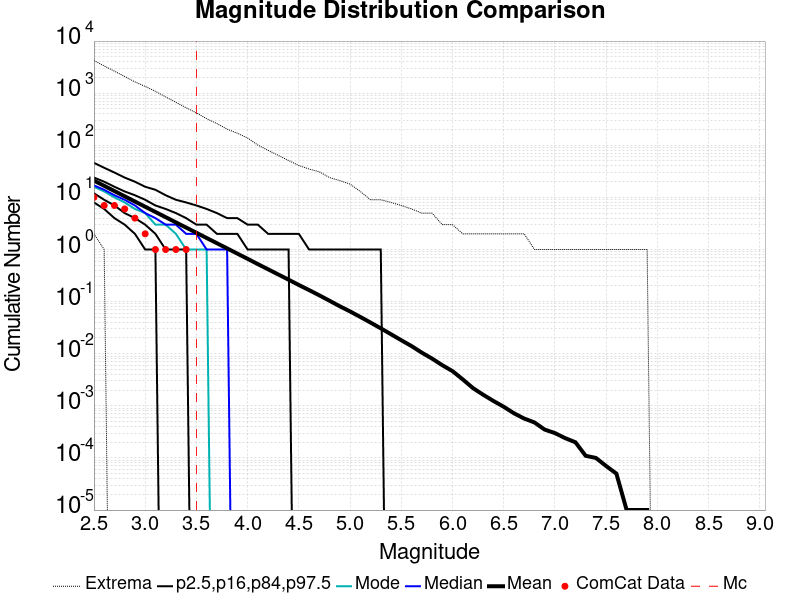 Magnitude Distribution Comparison
10 4
10 3
10 2
10 1
10 0
10 -1
10 -2
10 -3
10 -4
10 -5
Cumulative Number
2.5 3.0 3.5 4.0 4.5 5.0 5.5 6.0 6.5 7.0 7.5 8.0 8.5 9.0
Magnitude
Extrema p2.5,p16,p84,p97.5 Mode Median Mean ComCat Data Mc